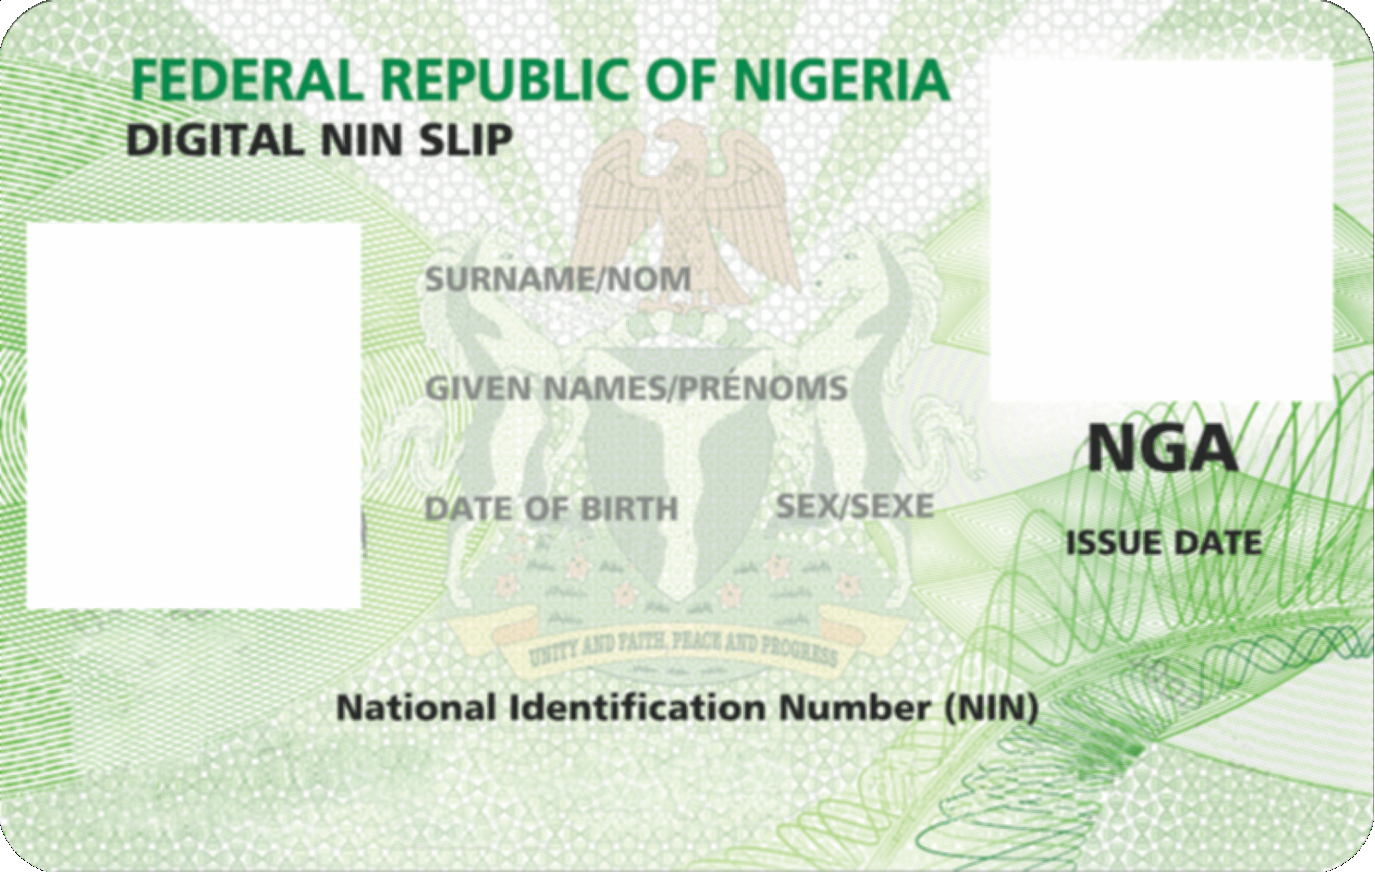 FEDERAL REPUBLIC OF NIGERIA
DIGITAL NIN SLIP
SURNAME/NOM
GIVEN NAMES/PRÉNOMS
NGA
DATE OF BIRTH SEX/SEXE
ISSUE DATE
UNITY AND FAITH, PEACE AND PROGRESS
National Identification Number (NIN)